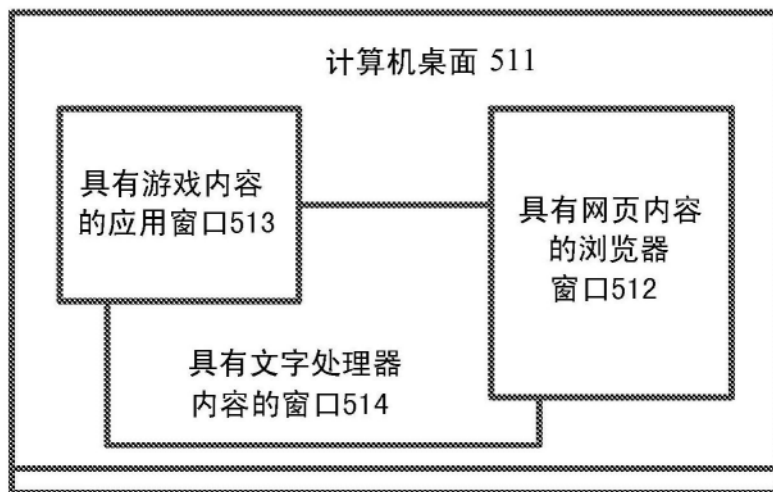 计算机桌面 511
具有游戏内容
的应用窗口513
具有网页内容
的浏览器
窗口512
具有文字处理器
内容的窗口514